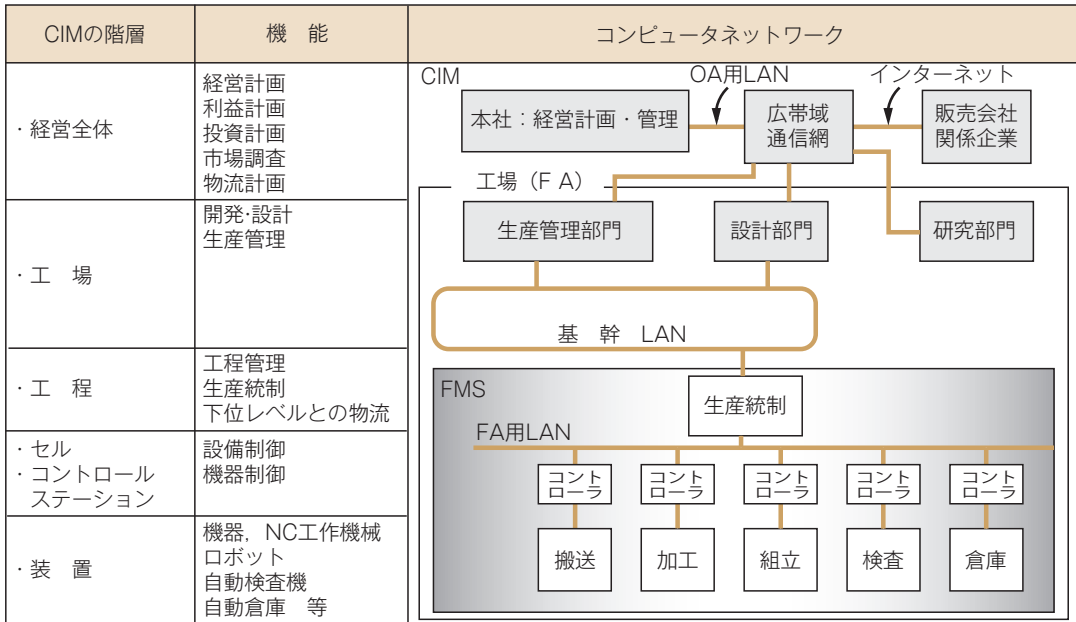 CIMの階層
機 能
コンピュータネットワーク
・経営全体
経営計画
利益計画
投資計画
市場調査
物流計画
・工 場
開発・設計
生産管理
・工 程
工程管理
生産統制
下位レベルとの物流
・セル
・コントロール
ステーション
設備制御
機器制御
・装 置
機器，NC工作機械
ロボット
自動検査機
自動倉庫 等
CIM
OA用LAN
インターネット
本社：経営計画・管理
広帯域
通信網
販売会社
関係企業
工場（FA）
生産管理部門
設計部門
研究部門
基 幹 LAN
FMS
生産統制
FA用LAN
コント
ローラ
コント
ローラ
コント
ローラ
コント
ローラ
コント
ローラ
搬送
加工
組立
検査
倉庫